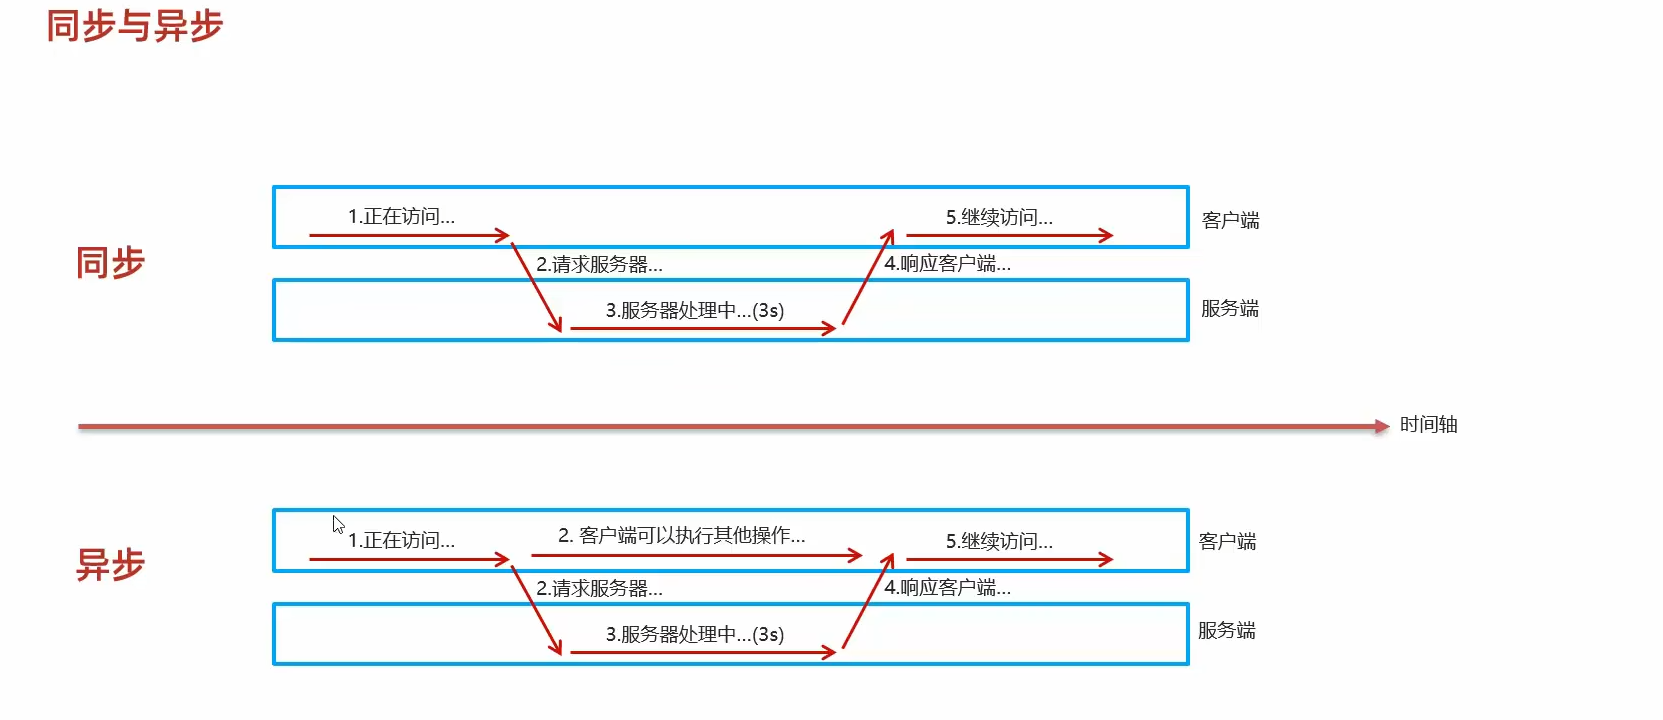 同步与异步
1.正在访问...
5.继续访问...
客户端
同步
2.请求服务器...
4.响应客户端...
3.服务器处理中...(3s)
服务端
时间轴
1.正在访问...
2. 客户端可以执行其他操作...
5.继续访问...
客户端
异步
2.请求服务器...
4.响应客户端...
3.服务器处理中...(3s)
服务端